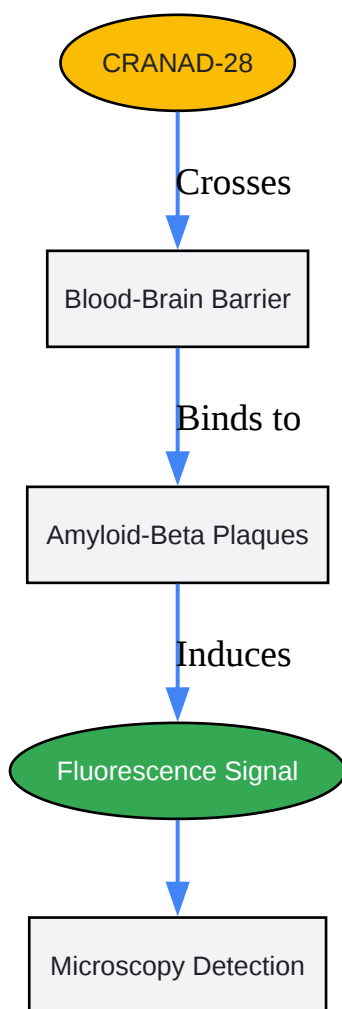 CRANAD-28
Crosses
Blood-Brain Barrier
Binds to
Amyloid-Beta Plaques
Induces
Fluorescence Signal
Microscopy Detection